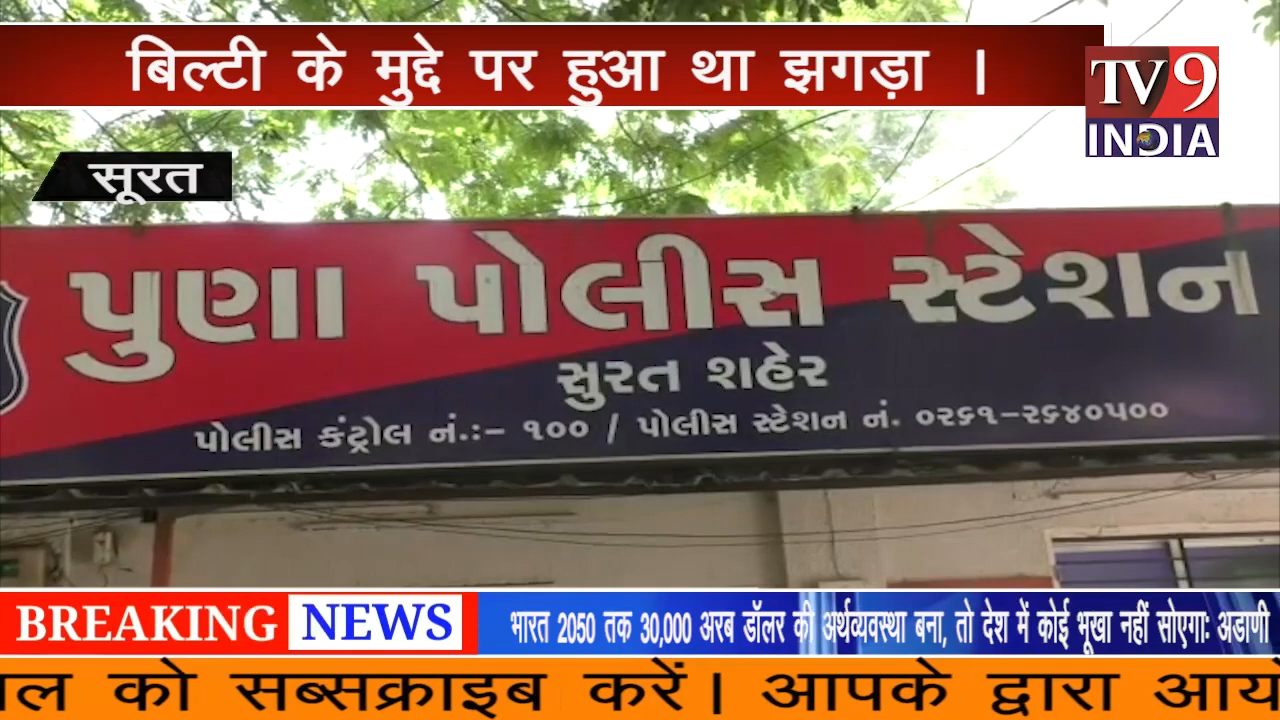 बिल्टी के मुद्दे पर हुआ था झगड़ा ।
TV9
INDIA
सूरत
પુણા પોલીસ સ્ટેશન
સુરત શહેર
પોલીસ કંટ્રોલ નં.:- ૧૦૦ / પોલીસ સ્ટેશન નં. ૦૨૬૧-૨૬૪૦૫૦૦
BREAKING NEWS
भारत 2050 तक 30,000 अरब डॉलर की अर्थव्यवस्था बना, तो देश में कोई भूखा नहीं सोएगाः अडाणी
को सब्सक्राइब करें। आपके द्वारा